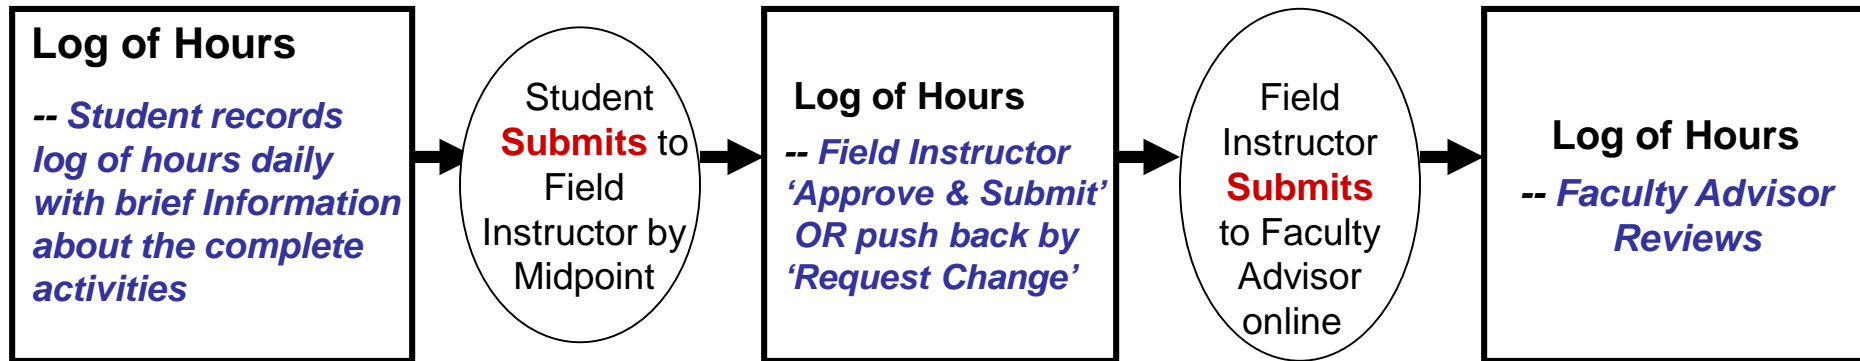 Log of Hours
-- Student records
log of hours daily
with brief Information
about the complete
activities
Student
Submits to
Field
Instructor by
Midpoint
Log of Hours
-- Field Instructor
‘Approve & Submit’
OR push back by
‘Request Change’
Field
Instructor
Submits
to Faculty
Advisor
online
Log of Hours
-- Faculty Advisor
Reviews